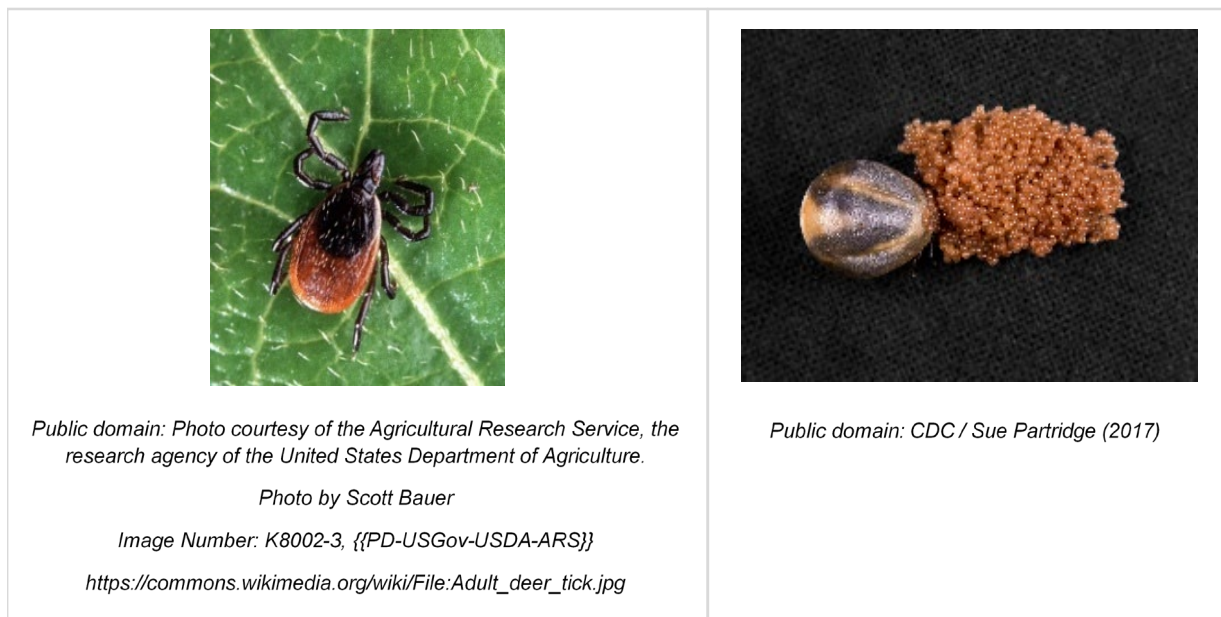 Public domain: Photo courtesy of the Agricultural Research Service, the
research agency of the United States Department of Agriculture.
Photo by Scott Bauer
Image Number: K8002-3, {{PD-USGov-USDA-ARS}}
https://commons.wikimedia.org/wiki/File:Adult_deer_tick.jpg
Public domain: CDC / Sue Partridge (2017)